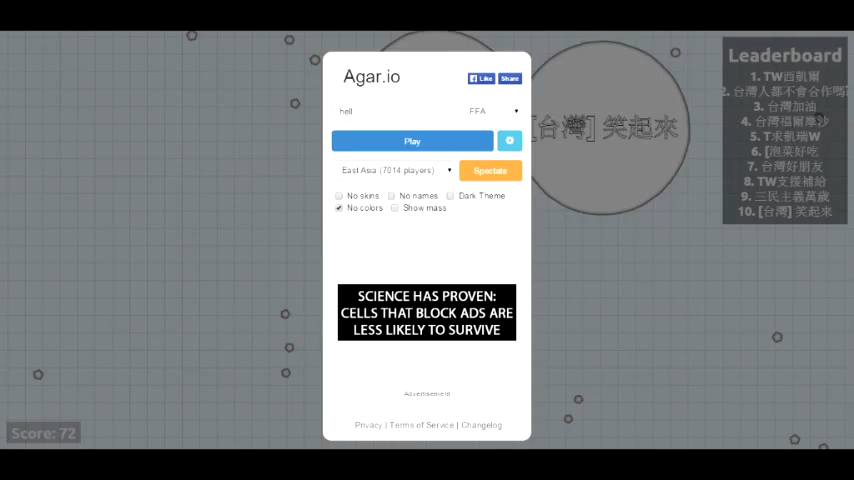 Agar.io
Like
Share
hell
FFA
Play
East Asia (7014 players)
Spectate
No skins
No names
Dark Theme
No colors
Show mass
SCIENCE HAS PROVEN:
CELLS THAT BLOCK ADS ARE
LESS LIKELY TO SURVIVE
Advertisement
Privacy | Terms of Service | Changelog
[台灣] 笑起來
Leaderboard
1. TW西凱爾
2. 台灣人都不會合作嗎?
3. 台灣加油
4. 台灣福爾摩沙
5. T求凱瑞W
6. [泡菜好吃
7. 台灣好朋友
8. TW支援補給
9. 三民主義萬歲
10. [台灣] 笑起來
Score: 72